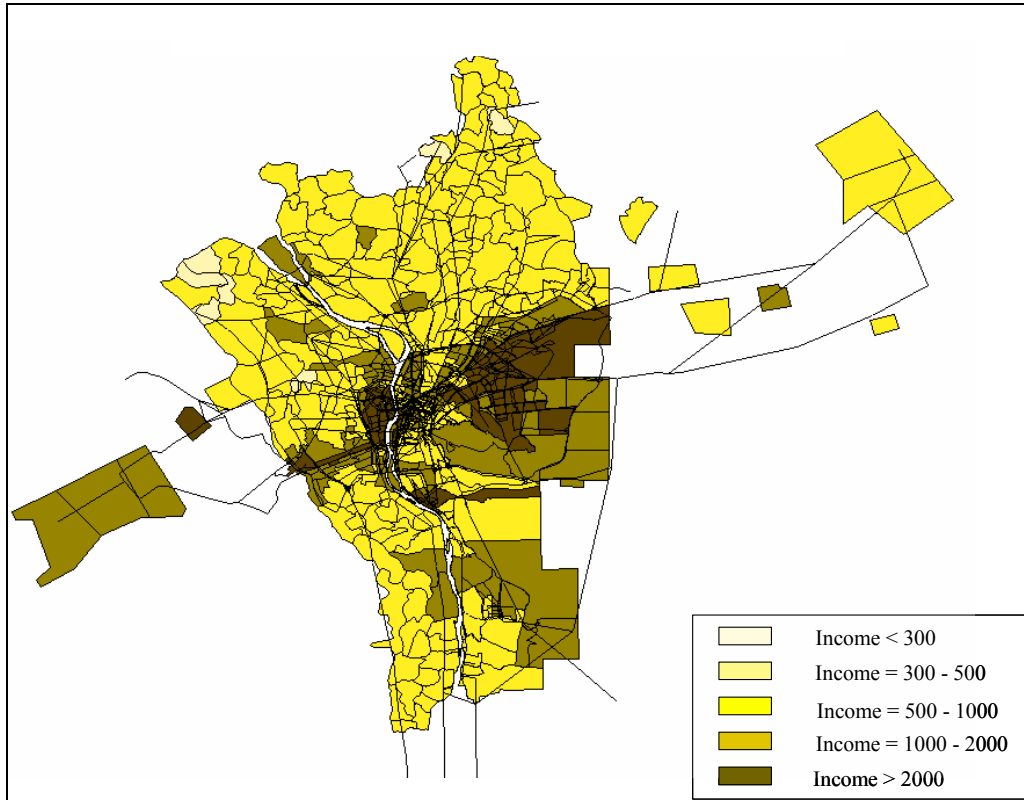 Income < 300
Income = 300 - 500
Income = 500 - 1000
Income = 1000 - 2000
Income > 2000